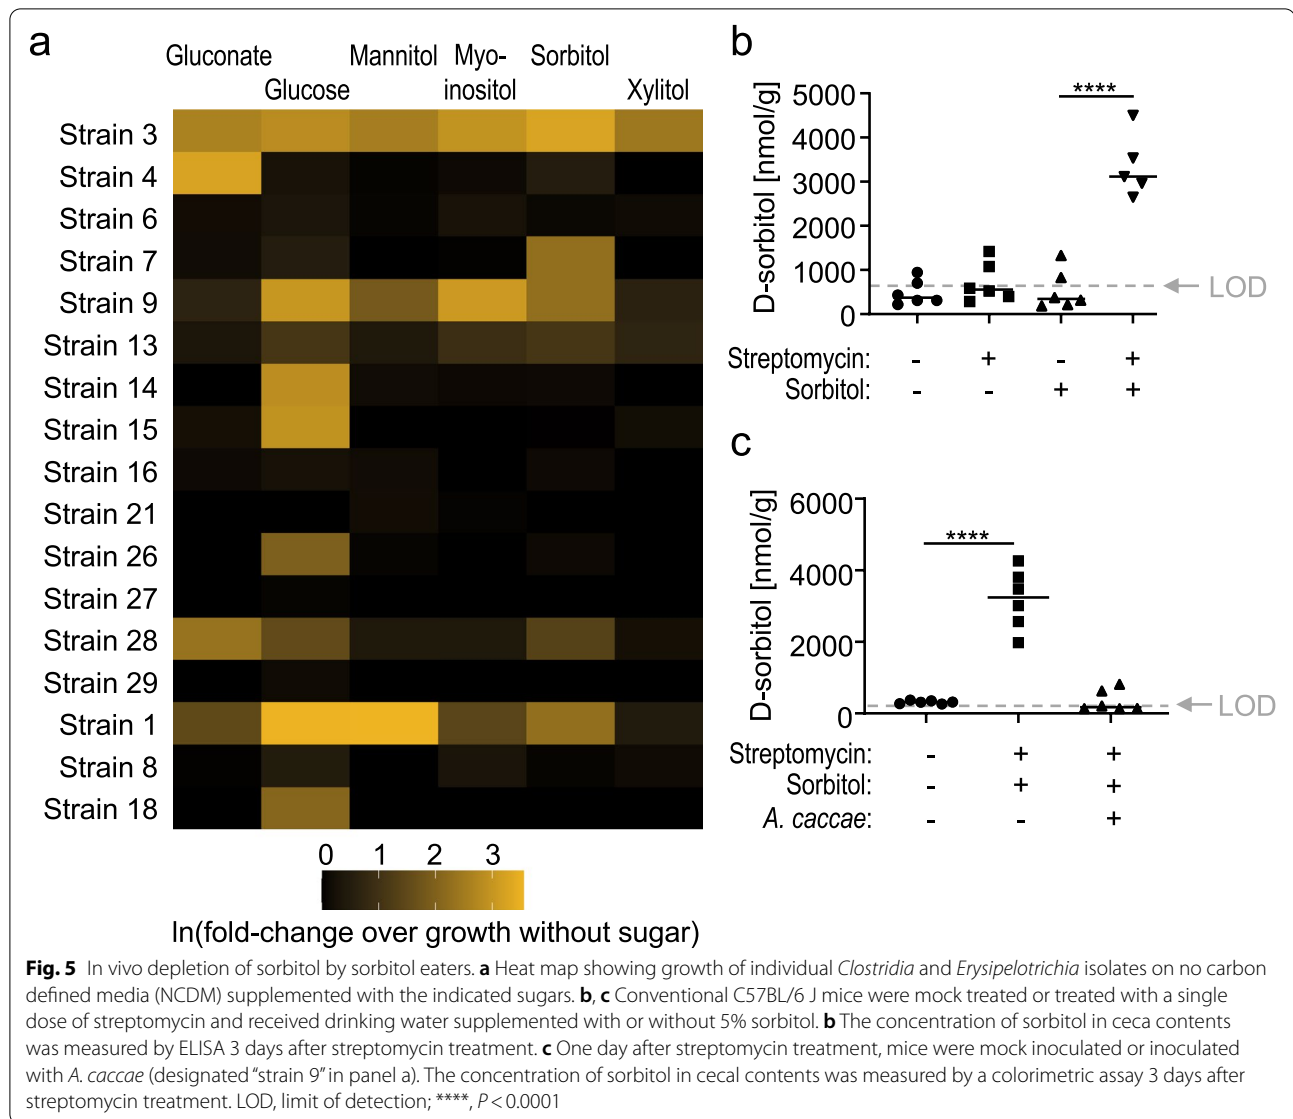 a
Gluconate Mannitol Myo- Sorbitol
Glucose inositol Xylitol
Strain 3
Strain 4
Strain 6
Strain 7
Strain 9
Strain 13
Strain 14
Strain 15
Strain 16
Strain 21
Strain 26
Strain 27
Strain 28
Strain 29
Strain 1
Strain 8
Strain 18
0 1 2 3
ln(fold-change over growth without sugar)
b
D-sorbitol [nmol/g]
5000
4000
3000
2000
1000
0
****
LOD
Streptomycin: - + - +
Sorbitol: - - + +
c
D-sorbitol [nmol/g]
6000
4000
2000
0
****
LOD
Streptomycin: - + +
Sorbitol: - + +
A. caccae: - - +
Fig. 5 In vivo depletion of sorbitol by sorbitol eaters. a Heat map showing growth of individual Clostridia and Erysipelotrichia isolates on no carbon
defined media (NCDM) supplemented with the indicated sugars. b, c Conventional C57BL/6 J mice were mock treated or treated with a single
dose of streptomycin and received drinking water supplemented with or without 5% sorbitol. b The concentration of sorbitol in ceca contents
was measured by ELISA 3 days after streptomycin treatment. c One day after streptomycin treatment, mice were mock inoculated or inoculated
with A. caccae (designated "strain 9" in panel a). The concentration of sorbitol in cecal contents was measured by a colorimetric assay 3 days after
streptomycin treatment. LOD, limit of detection; ****, P < 0.0001